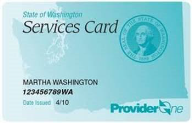 State of Washington
Services Card
MARTHA WASHINGTON
123456789WA
Date Issued 4/10
ProviderOne